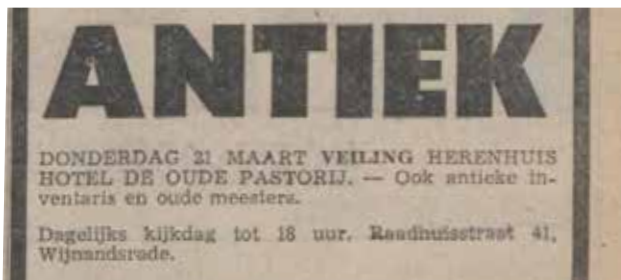 ANTIEK
DONDERDAG 21 MAART VEILING HERENHUIS
HOTEL DE OUDE PASTORIJ. — Ook antieke in-
ventaris en oude meesters.
Dagelijks kijkdag tot 18 uur. Raadhuisstraat 41,
Wijnandsrade.